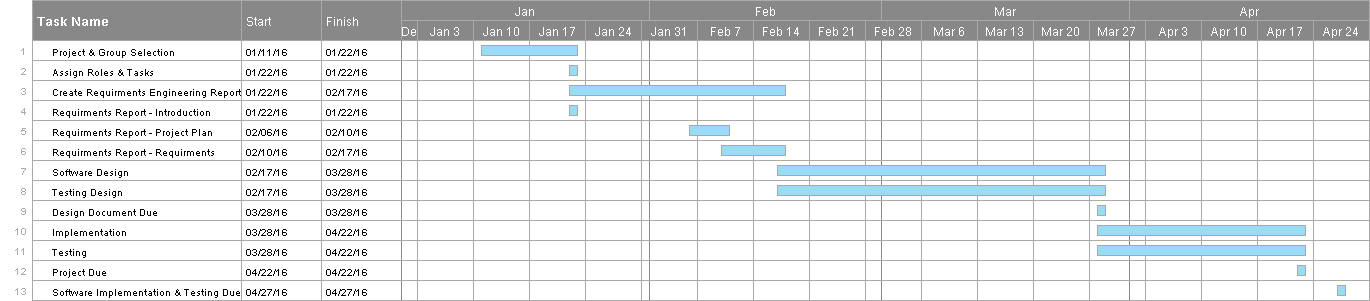 Jan Feb Mar Apr
Task Name Start Finish
De Jan 3 Jan 10 Jan 17 Jan 24 Jan 31 Feb 7 Feb 14 Feb 21 Feb 28 Mar 6 Mar 13 Mar 20 Mar 27 Apr 3 Apr 10 Apr 17 Apr 24
1 Project & Group Selection 01/11/16 01/22/16
2 Assign Roles & Tasks 01/22/16 01/22/16
3 Create Requirments Engineering Report 01/22/16 02/17/16
4 Requirments Report - Introduction 01/22/16 01/22/16
5 Requirments Report - Project Plan 02/06/16 02/10/16
6 Requirments Report - Requirments 02/10/16 02/17/16
7 Software Design 02/17/16 03/28/16
8 Testing Design 02/17/16 03/28/16
9 Design Document Due 03/28/16 03/28/16
10 Implementation 03/28/16 04/22/16
11 Testing 03/28/16 04/22/16
12 Project Due 04/22/16 04/22/16
13 Software Implementation & Testing Due 04/27/16 04/27/16